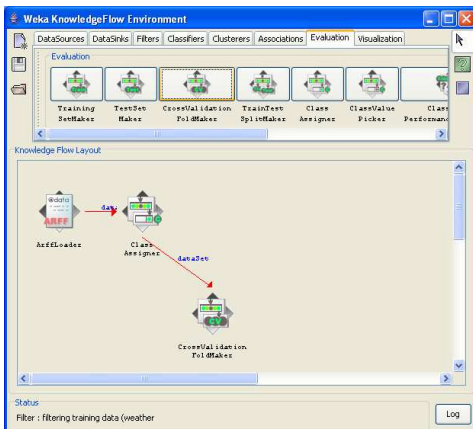 Weka KnowledgeFlow Environment
DataSources DataSinks Filters Classifiers Clusterers Associations Evaluation Visualization
Evaluation
Training SetMaker
TestSet Maker
CrossValidation FoldMaker
TrainTest SplitMaker
Class Assigner
ClassValue Picker
Class Performan
Knowledge Flow Layout
@data
ARFF
ArffLoader
data
Class Assigner
dataSet
CV
CrossValidation FoldMaker
Status
Filter : filtering training data (weather
Log